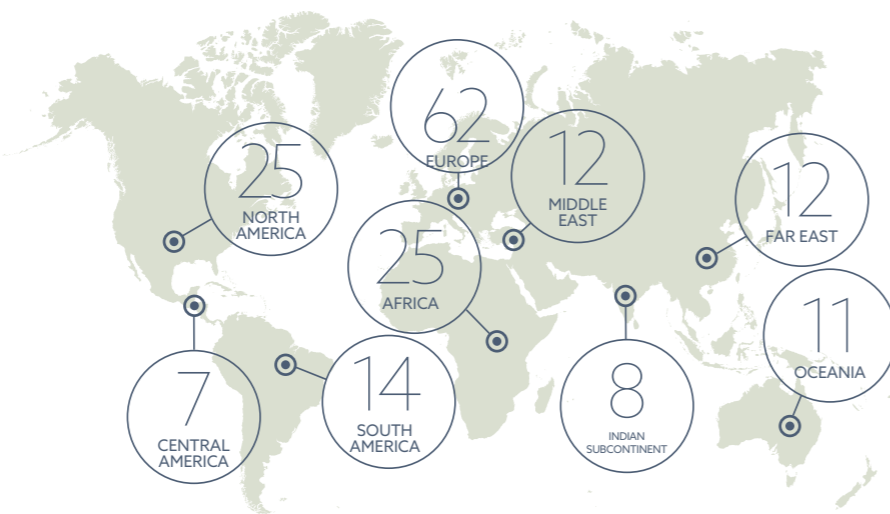 62
EUROPE
25
NORTH
AMERICA
12
MIDDLE
EAST
12
FAR EAST
25
AFRICA
11
OCEANIA
7
CENTRAL
AMERICA
14
SOUTH
AMERICA
8
INDIAN
SUBCONTINENT